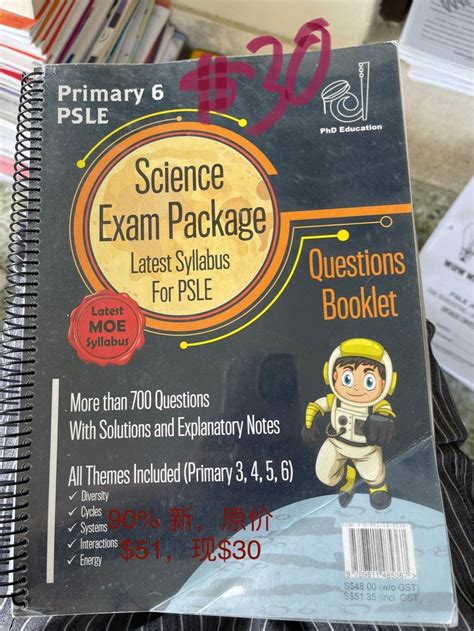 $30
Primary 6
PSLE
PhD Education
Science
Exam Package
Latest Syllabus
For PSLE
Questions
Booklet
Latest
MOE
Syllabus
More than 700 Questions
With Solutions and Explanatory Notes
All Themes Included (Primary 3, 4, 5, 6)
✓ Diversity
✓ Cycles
✓ Systems
✓ Interactions
✓ Energy
90% 新，原价
$51，现$30
S$48.00 (w/o GST)
S$51.35 (incl. GST)